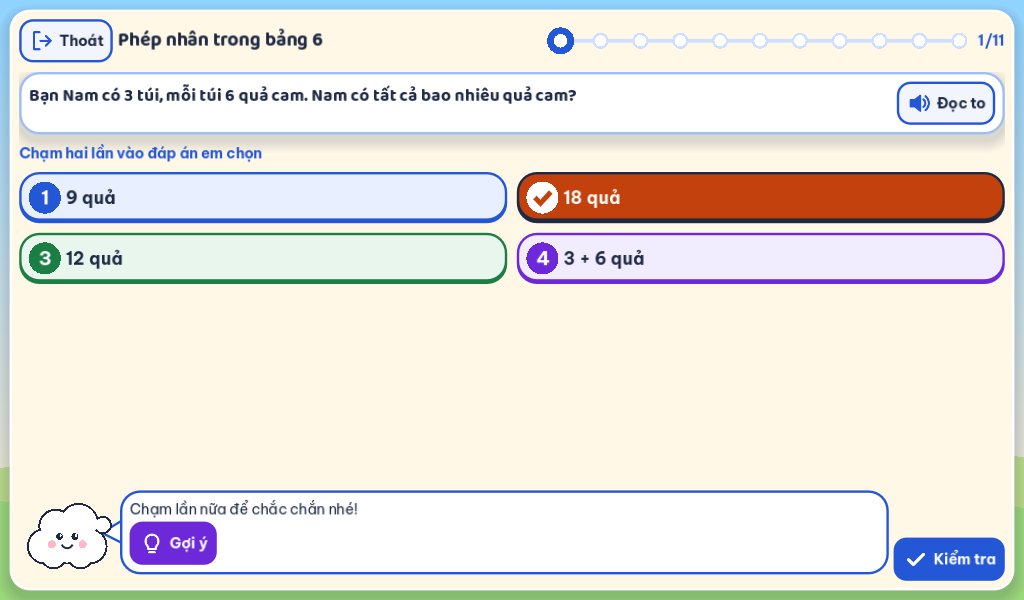 Thoát
Phép nhân trong bảng 6
1/11
Bạn Nam có 3 túi, mỗi túi 6 quả cam. Nam có tất cả bao nhiêu quả cam?
Đọc to
Chạm hai lần vào đáp án em chọn
1 9 quả
18 quả
3 12 quả
4 3 + 6 quả
Chạm lần nữa để chắc chắn nhé!
Gợi ý
Kiểm tra